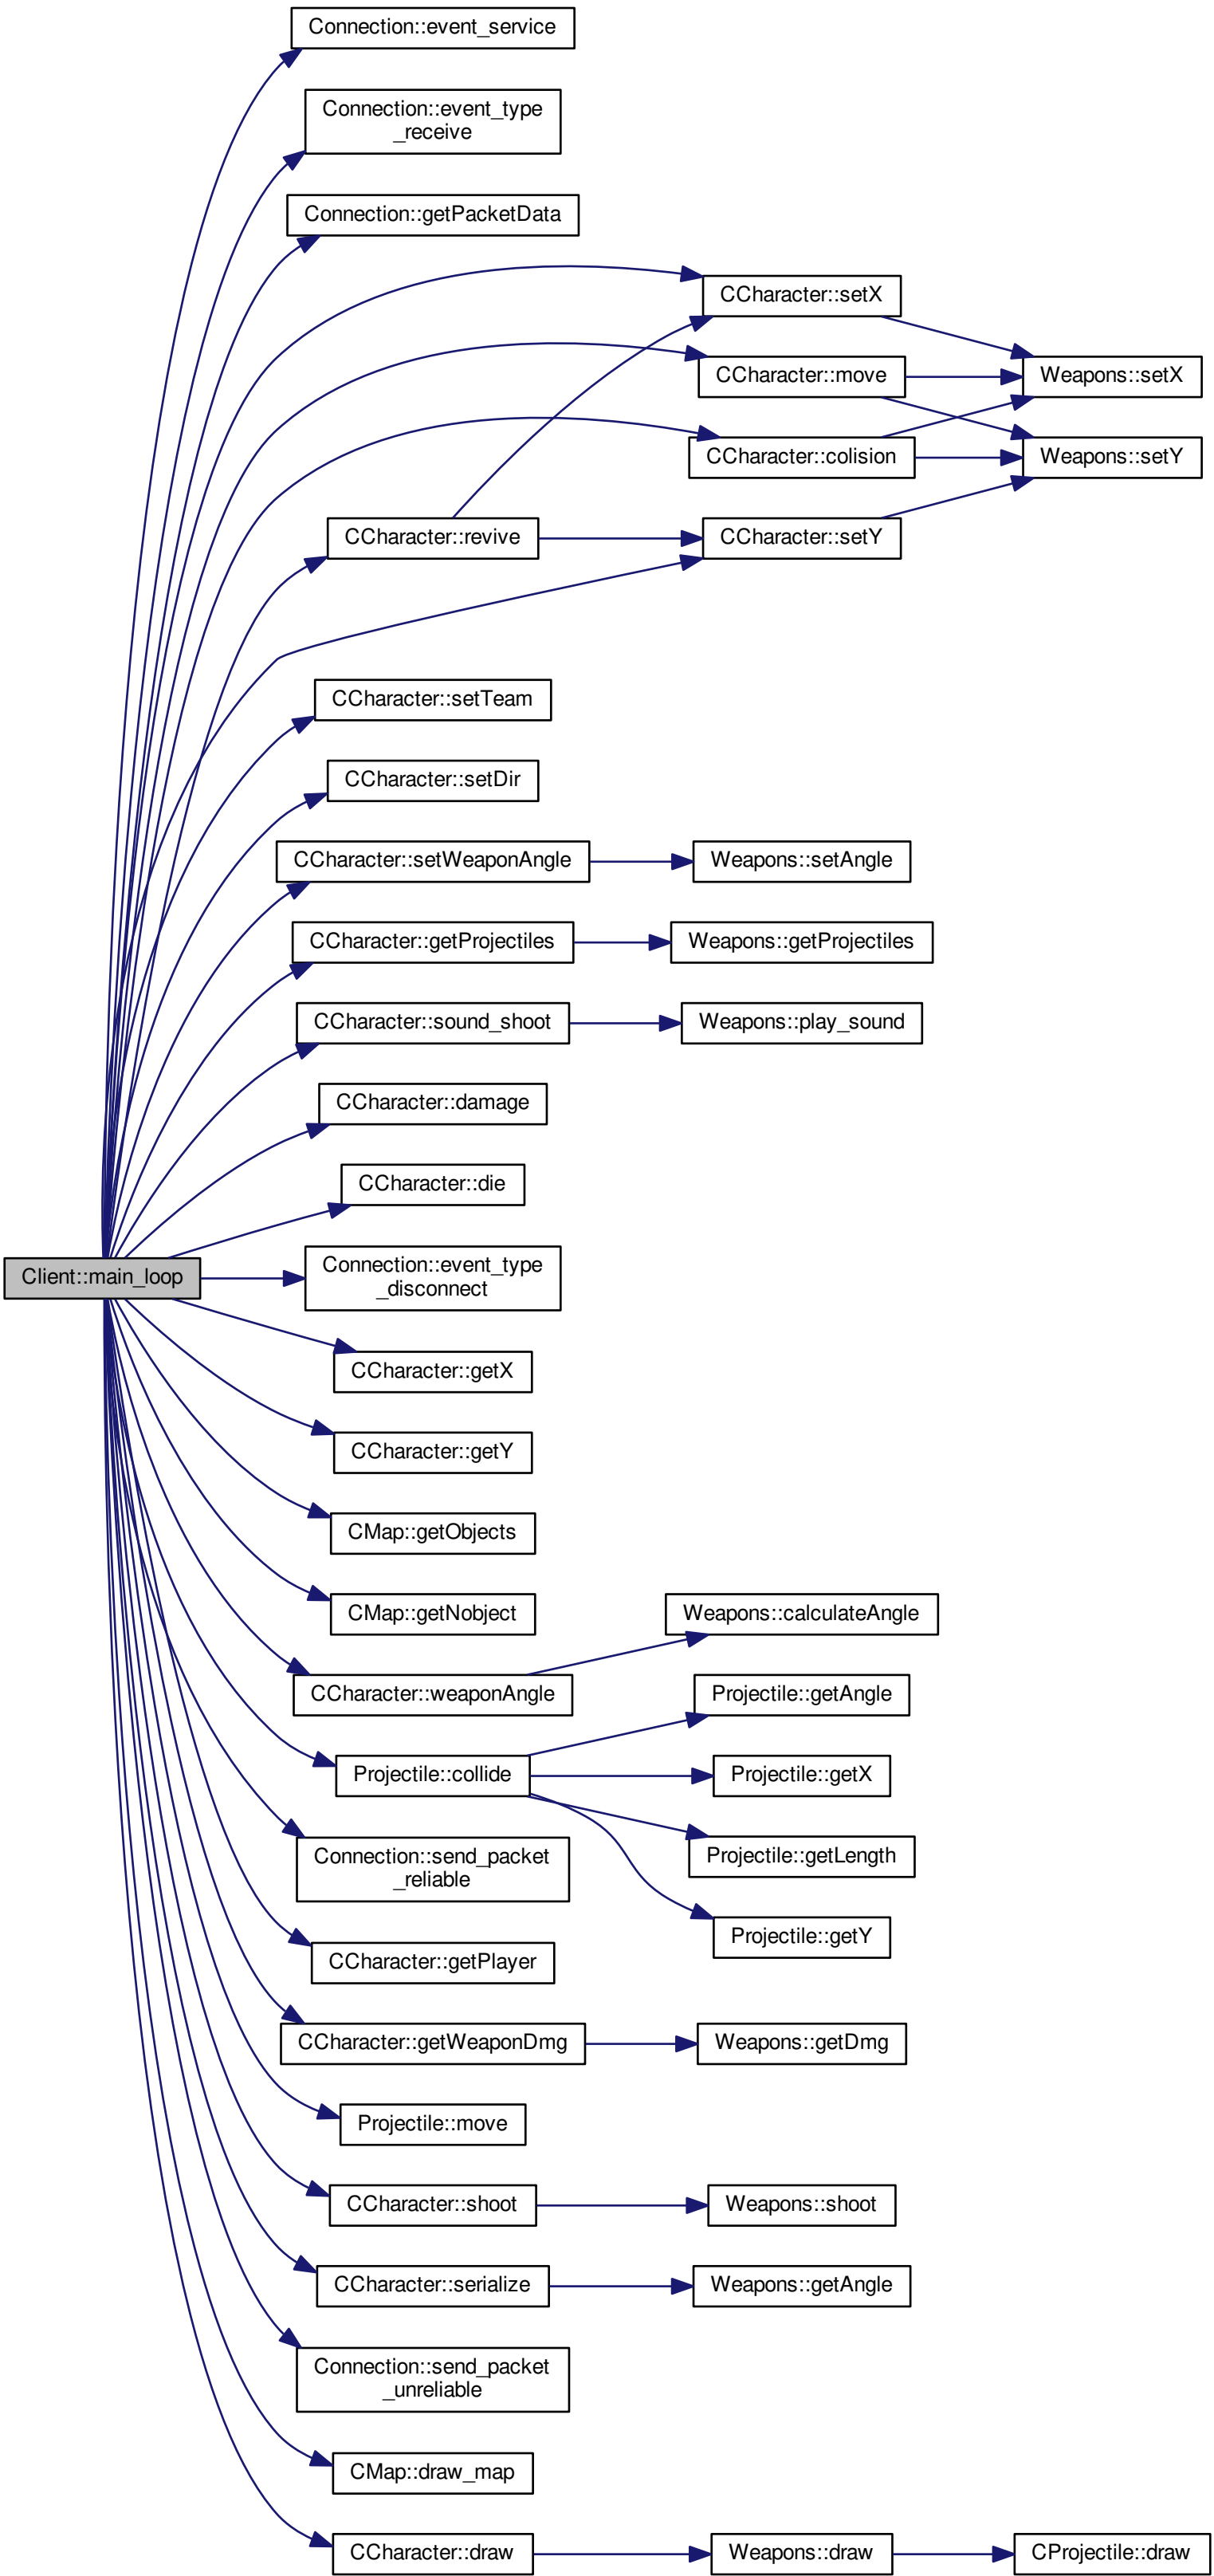 Connection::event_service
Connection::event_type
_receive
Connection::getPacketData
CCharacter::setX
CCharacter::move
Weapons::setX
CCharacter::colision
Weapons::setY
CCharacter::revive
CCharacter::setY
CCharacter::setTeam
CCharacter::setDir
CCharacter::setWeaponAngle
Weapons::setAngle
CCharacter::getProjectiles
Weapons::getProjectiles
CCharacter::sound_shoot
Weapons::play_sound
CCharacter::damage
CCharacter::die
Client::main_loop
Connection::event_type
_disconnect
CCharacter::getX
CCharacter::getY
CMap::getObjects
CMap::getNobject
Weapons::calculateAngle
CCharacter::weaponAngle
Projectile::getAngle
Projectile::collide
Projectile::getX
Connection::send_packet
_reliable
Projectile::getLength
Projectile::getY
CCharacter::getPlayer
CCharacter::getWeaponDmg
Weapons::getDmg
Projectile::move
CCharacter::shoot
Weapons::shoot
CCharacter::serialize
Weapons::getAngle
Connection::send_packet
_unreliable
CMap::draw_map
CCharacter::draw
Weapons::draw
CProjectile::draw